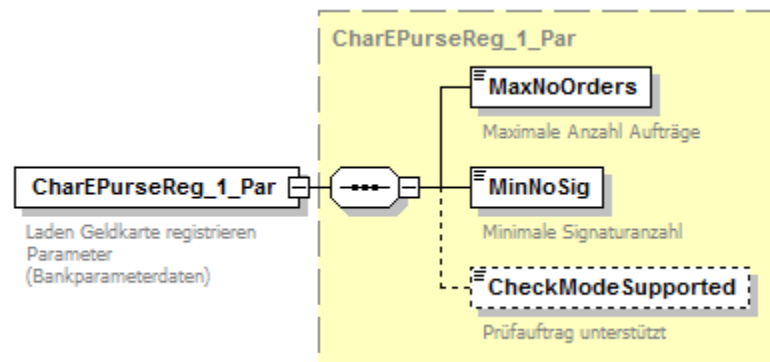 CharEPurseReg_1_Par
MaxNoOrders
Maximale Anzahl Aufträge
CharEPurseReg_1_Par
Laden Geldkarte registrieren
Parameter
(Bankparameterdaten)
MinNoSig
Minimale Signaturanzahl
CheckModeSupported
Prüfauftrag unterstützt